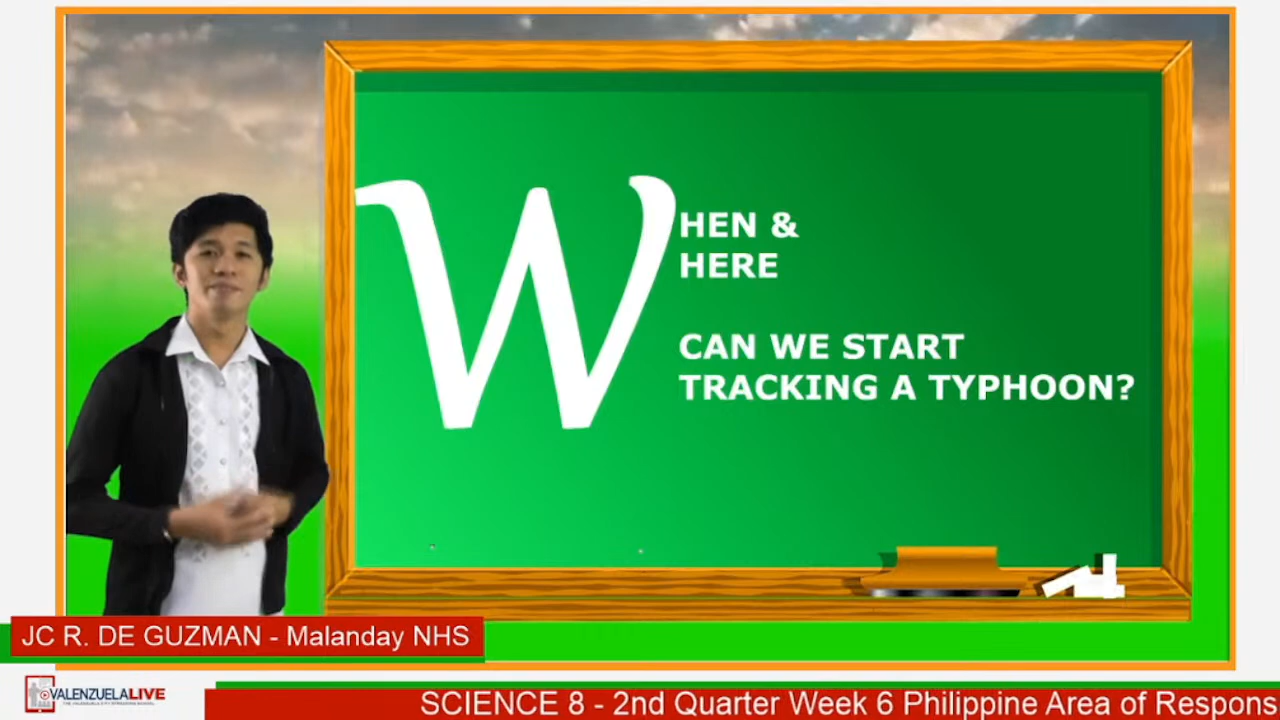 WHEN &
HERE
CAN WE START
TRACKING A TYPHOON?
JC R. DE GUZMAN - Malanday NHS
VALENZUELALIVE
SCIENCE 8 - 2nd Quarter Week 6 Philippine Area of Respons